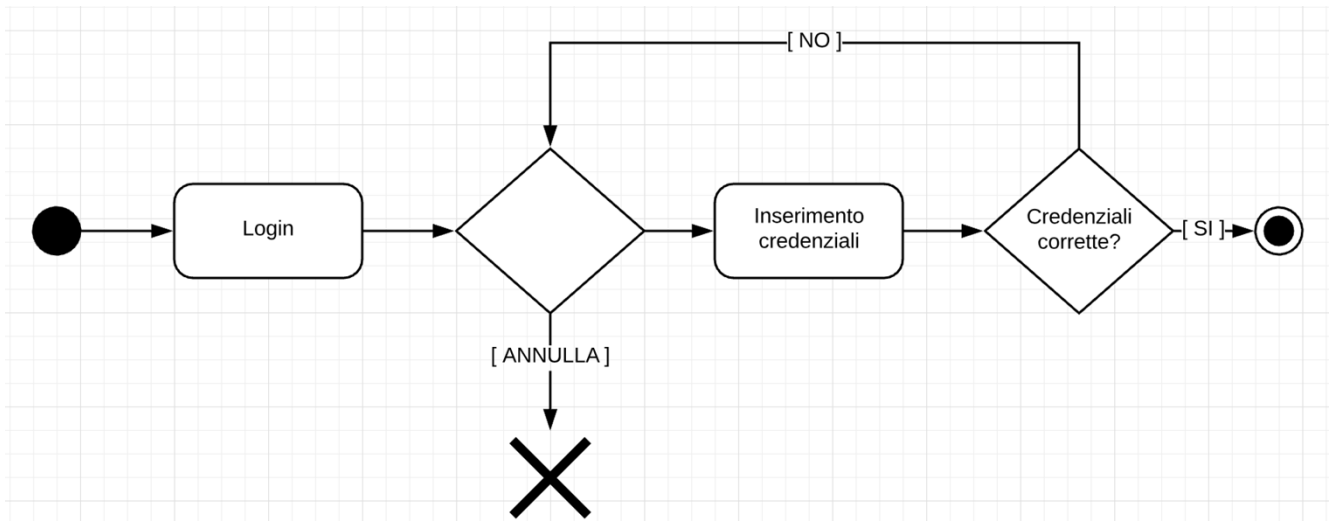 [ NO ]
Login
Inserimento
credenziali
Credenziali
corrette?
[ SI ]
[ ANNULLA ]